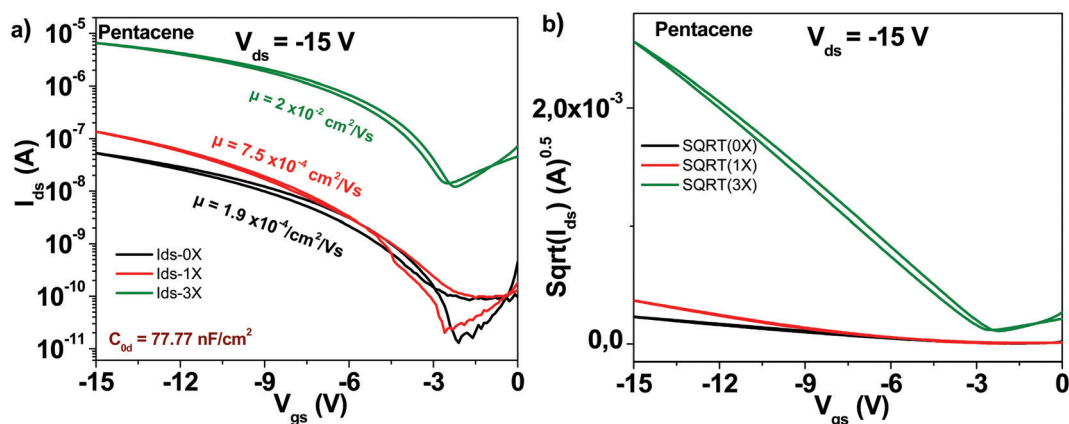 a)
Pentacene
V_ds = -15 V
10^-5
10^-6
10^-7
10^-8
10^-9
10^-10
10^-11
I_ds (A)
μ = 2 x10^-2 cm^2/Vs
μ = 7.5 x10^-4 cm^2/Vs
μ = 1.9 x10^-4/cm^2/Vs
Ids-0X
Ids-1X
Ids-3X
C_0d = 77.77 nF/cm^2
-15 -12 -9 -6 -3 0
V_gs (V)
b)
Pentacene
V_ds = -15 V
2,0x10^-3
0,0
Sqrt(I_ds) (A)^0.5
SQRT(0X)
SQRT(1X)
SQRT(3X)
-15 -12 -9 -6 -3 0
V_gs (V)